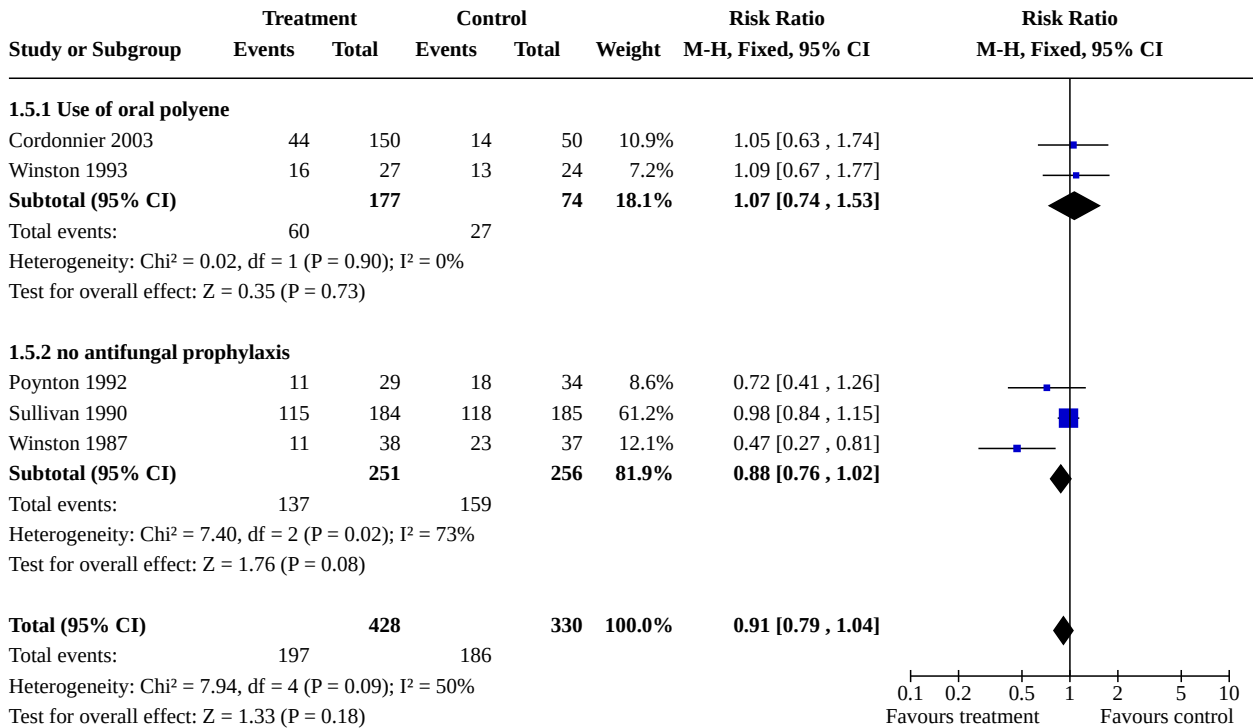 Treatment Control Risk Ratio Risk Ratio
Study or Subgroup Events Total Events Total Weight M-H, Fixed, 95% CI M-H, Fixed, 95% CI
1.5.1 Use of oral polyene
Cordonnier 2003 44 150 14 50 10.9% 1.05 [0.63 , 1.74]
Winston 1993 16 27 13 24 7.2% 1.09 [0.67 , 1.77]
Subtotal (95% CI) 177 74 18.1% 1.07 [0.74 , 1.53]
Total events: 60 27
Heterogeneity: Chi² = 0.02, df = 1 (P = 0.90); I² = 0%
Test for overall effect: Z = 0.35 (P = 0.73)
1.5.2 no antifungal prophylaxis
Poynton 1992 11 29 18 34 8.6% 0.72 [0.41 , 1.26]
Sullivan 1990 115 184 118 185 61.2% 0.98 [0.84 , 1.15]
Winston 1987 11 38 23 37 12.1% 0.47 [0.27 , 0.81]
Subtotal (95% CI) 251 256 81.9% 0.88 [0.76 , 1.02]
Total events: 137 159
Heterogeneity: Chi² = 7.40, df = 2 (P = 0.02); I² = 73%
Test for overall effect: Z = 1.76 (P = 0.08)
Total (95% CI) 428 330 100.0% 0.91 [0.79 , 1.04]
Total events: 197 186
Heterogeneity: Chi² = 7.94, df = 4 (P = 0.09); I² = 50%
Test for overall effect: Z = 1.33 (P = 0.18)
0.1 0.2 0.5 1 2 5 10
Favours treatment Favours control